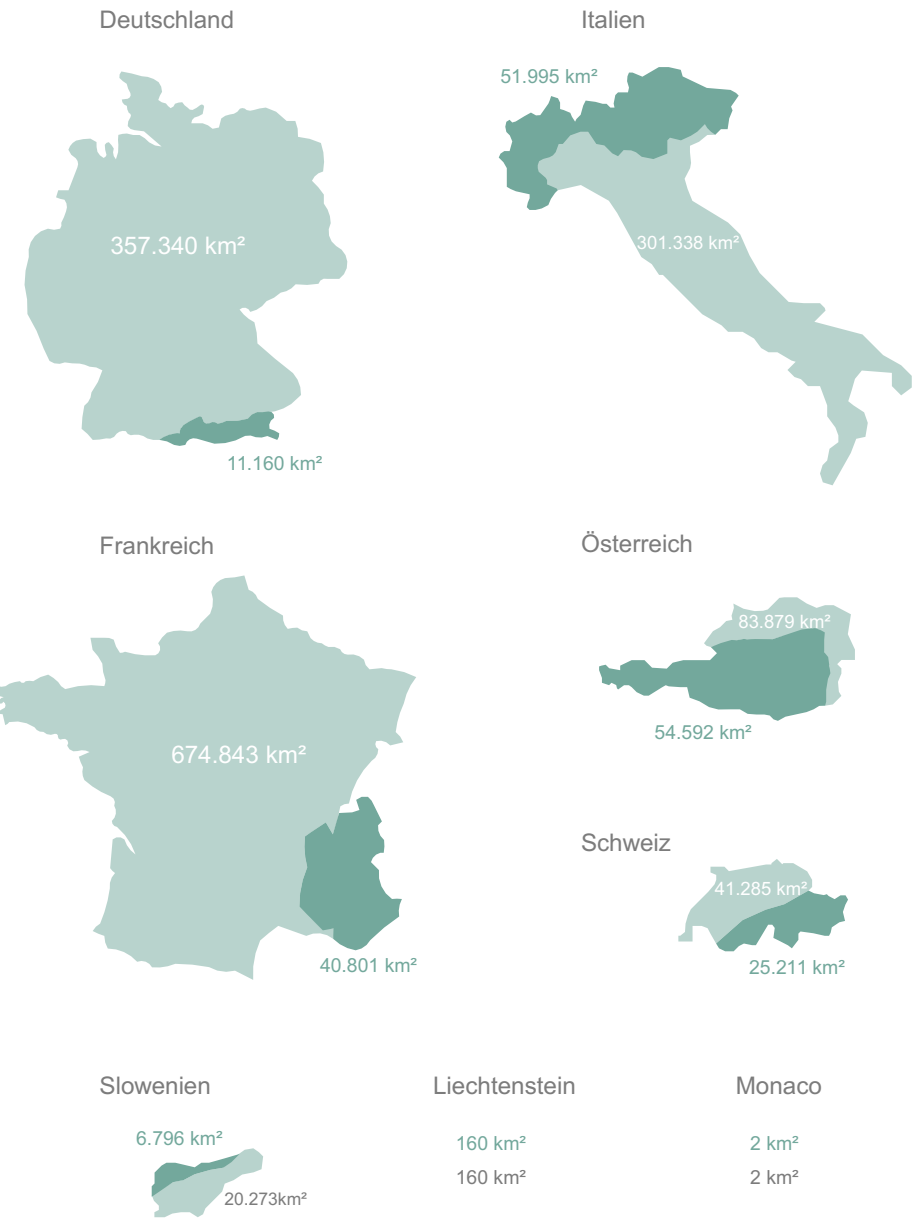 Deutschland
357.340 km²
11.160 km²
Italien
51.995 km²
301.338 km²
Frankreich
674.843 km²
40.801 km²
Österreich
83.879 km²
54.592 km²
Schweiz
41.285 km²
25.211 km²
Slowenien
6.796 km²
20.273km²
Liechtenstein
160 km²
160 km²
Monaco
2 km²
2 km²